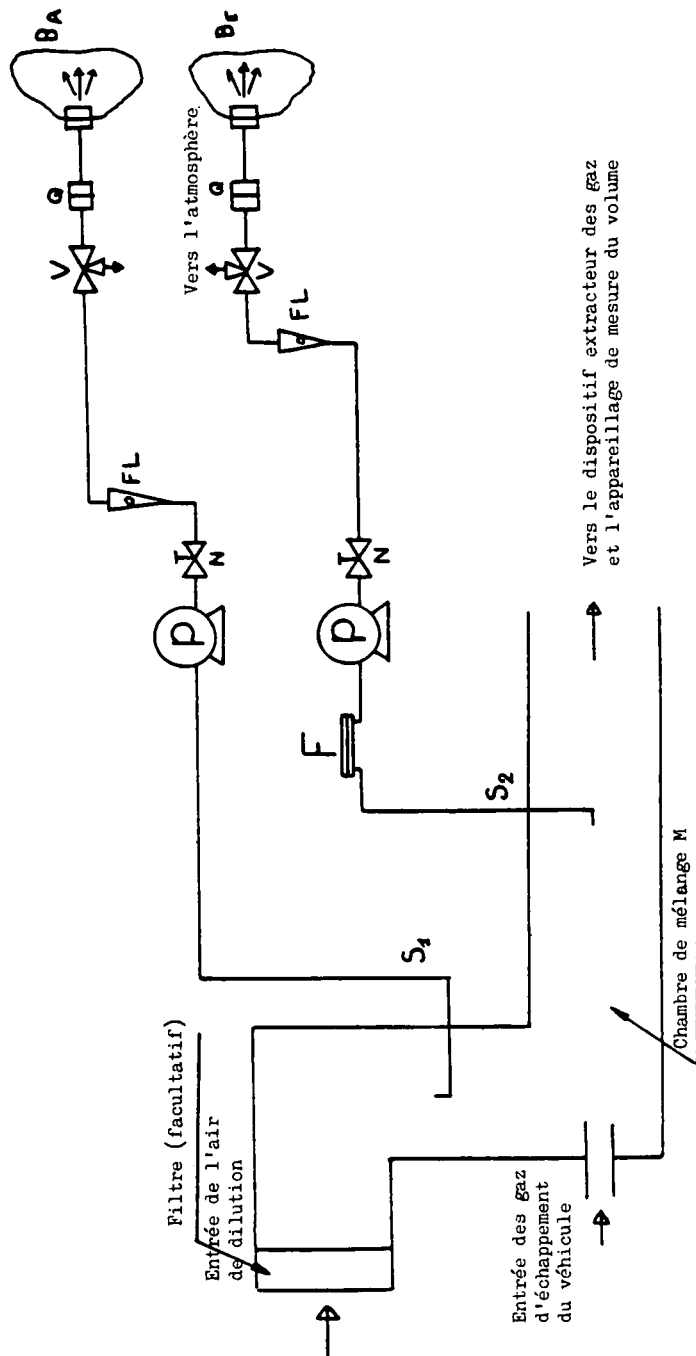 BA
Q
V
FL
N
P
BE
Vers l'atmosphère.
Q
V
FL
N
P
F
S2
S1
Filtre (facultatif)
Entrée de l'air
de dilution
Entrée des gaz
d'échappement
du véhicule
Chambre de mélange M
Vers le dispositif extracteur des gaz
et l'appareillage de mesure du volume